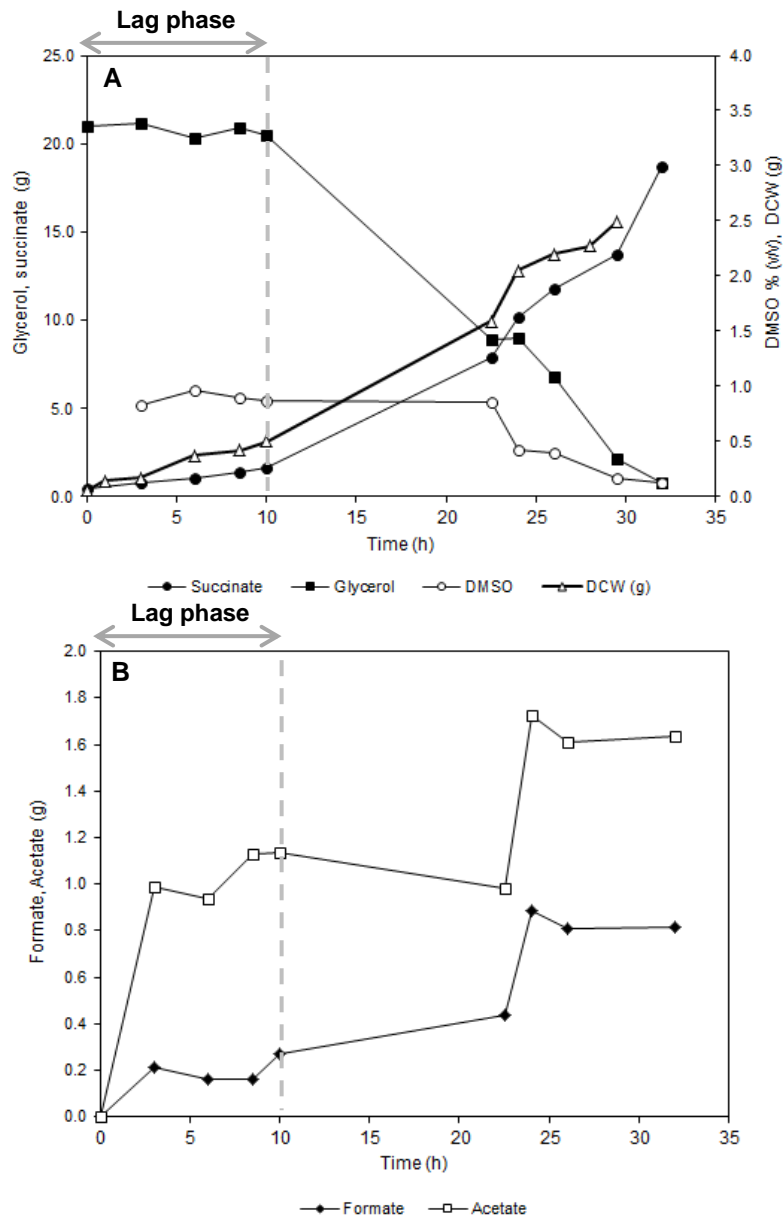 Lag phase
A
25.0
20.0
15.0
10.0
5.0
0.0
Glycerol, succinate (g)
4.0
3.5
3.0
2.5
2.0
1.5
1.0
0.5
0.0
DMSO % (v/v), DCW (g)
0 5 10 15 20 25 30 35
Time (h)
Succinate Glycerol DMSO DCW (g)
Lag phase
B
2.0
1.8
1.6
1.4
1.2
1.0
0.8
0.6
0.4
0.2
0.0
Formate, Acetate (g)
0 5 10 15 20 25 30 35
Time (h)
Formate Acetate